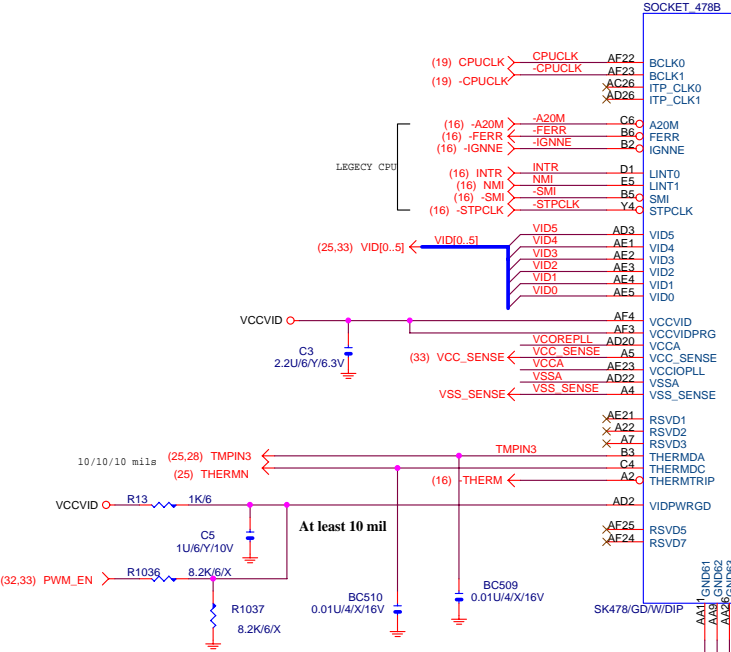 SOCKET_478B
(19) CPUCLK CPUCLK AF22 BCLK0
(19) -CPUCLK -CPUCLK AF23 BCLK1
AC26 ITP_CLK0
AD26 ITP_CLK1
(16) -A20M -A20M C6 A20M
(16) -FERR -FERR B6 FERR
(16) -IGNNE -IGNNE B2 IGNNE
LEGECY CPU
(16) INTR INTR D1 LINT0
(16) NMI NMI E5 LINT1
(16) -SMI -SMI B5 SMI
(16) -STPCLK -STPCLK Y4 STPCLK
VID5 AD3 VID5
(25,33) VID[0..5] VID[0..5] VID4 AE1 VID4
VID3 AE2 VID3
VID2 AE3 VID2
VID1 AE4 VID1
VID0 AE5 VID0
VCCVID AF4 VCCVID
AF3 VCCVIDPRG
VCOREPLL AD20 VCCA
C3
2.2U/6/Y/6.3V
(33) VCC_SENSE VCC_SENSE A5 VCC_SENSE
VCCA AE23 VCCIOPLL
VSSA AD22 VSSA
VSS_SENSE VSS_SENSE A4 VSS_SENSE
AE21 RSVD1
A22 RSVD2
A7 RSVD3
10/10/10 mils (25,28) TMPIN3 TMPIN3 B3 THERMDA
(25) THERMN C4 THERMDC
(16) -THERM A2 THERMTRIP
VCCVID R13 1K/6 AD2 VIDPWRGD
At least 10 mil
C5
1U/6/Y/10V
AF25 RSVD5
AF24 RSVD7
(32,33) PWM_EN R1036 8.2K/6/X
R1037
8.2K/6/X
BC510
0.01U/4/X/16V
BC509
0.01U/4/X/16V
SK478/GD/W/DIP
AA11 GND61
AA9 GND62
AA26 GND63